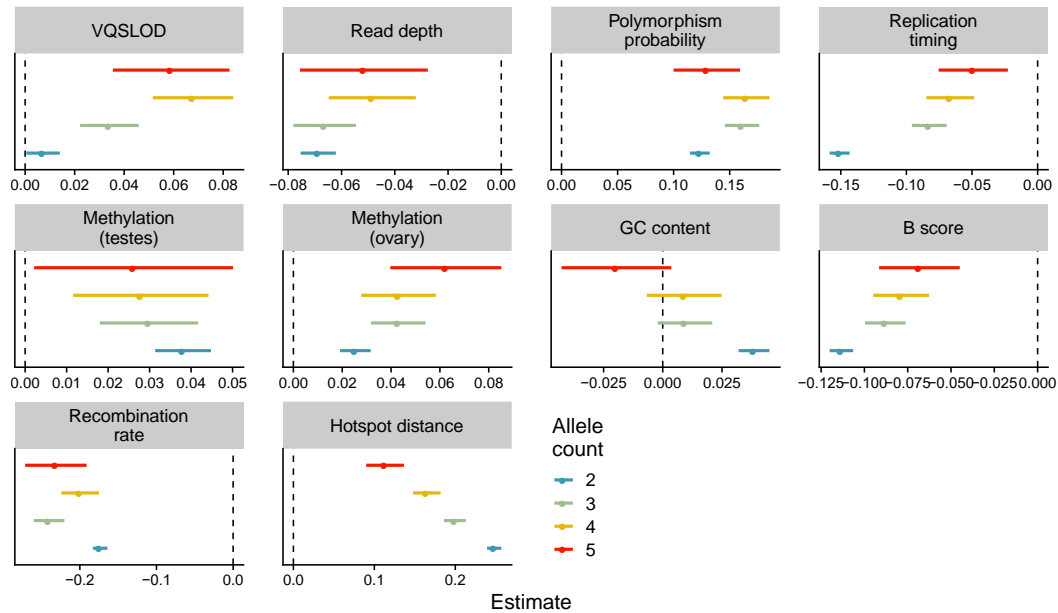 VQSLOD
Read depth
Polymorphism
probability
Replication
timing
0.00 0.02 0.04 0.06 0.08
−0.08 −0.06 −0.04 −0.02 0.00
0.00 0.05 0.10 0.15
−0.15 −0.10 −0.05 0.00
Methylation
(testes)
Methylation
(ovary)
GC content
B score
0.00 0.01 0.02 0.03 0.04 0.05
0.00 0.02 0.04 0.06 0.08
−0.025 0.000 0.025
−0.125 −0.100 −0.075 −0.050 −0.025 0.000
Recombination
rate
Hotspot distance
−0.2 0.0
0.0 0.1 0.2
Allele
count
2
3
4
5
Estimate